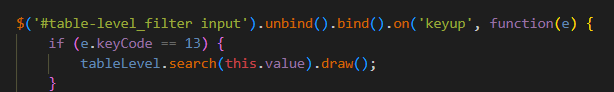 $('#table-level_filter input').unbind().bind().on('keyup', function(e) {
if (e.keyCode == 13) {
tableLevel.search(this.value).draw();
}